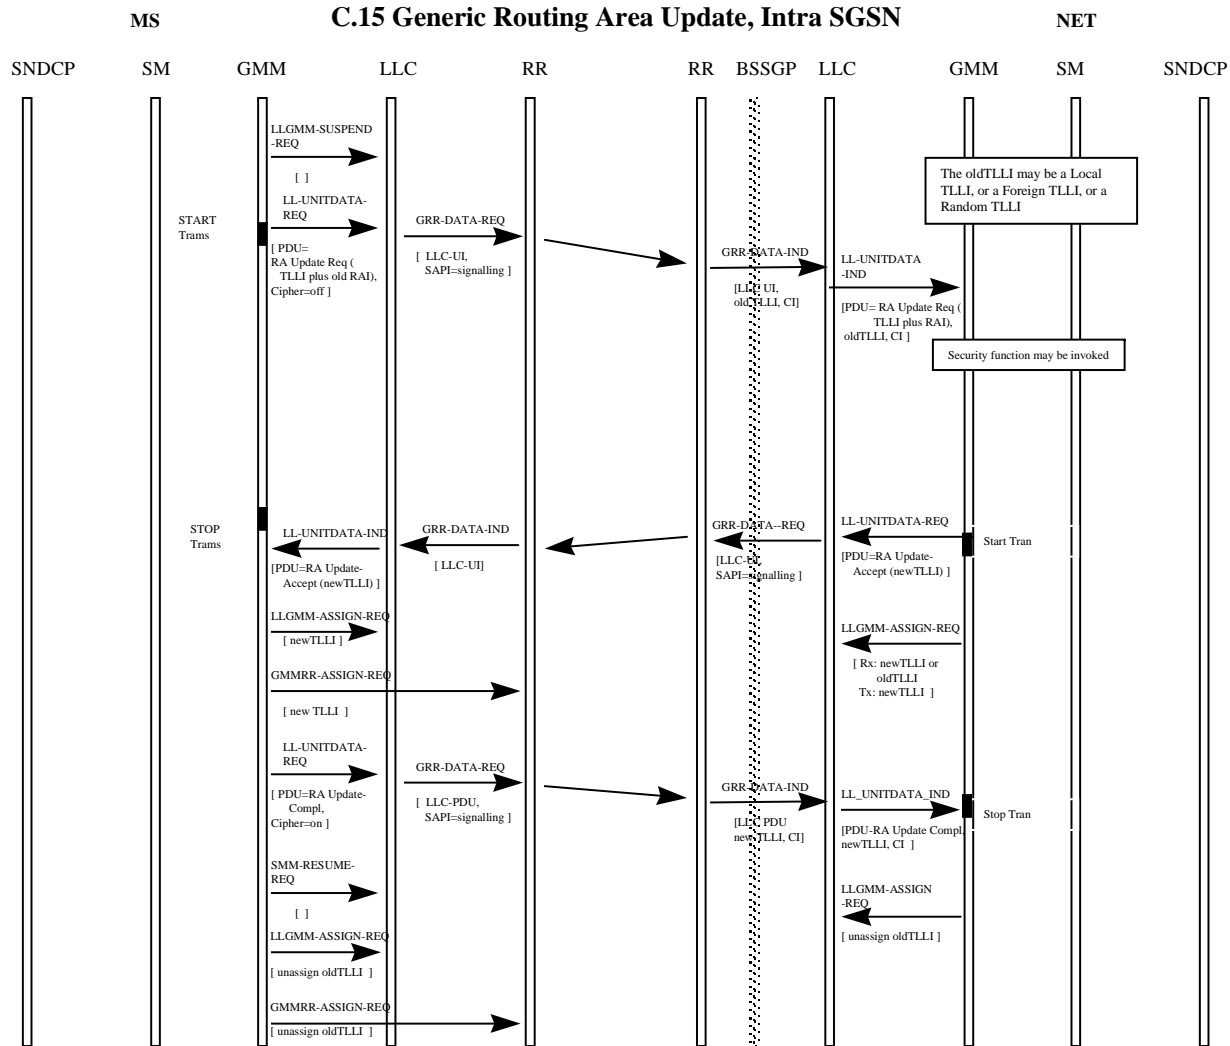 C.15 Generic Routing Area Update, Intra SGSN
MS
NET
SNDCP SM GMM LLC RR RR BSSGP LLC GMM SM SNDCP
LLGMM-SUSPEND
-REQ
[ ]
The oldTLLI may be a Local
TLLI, or a Foreign TLLI, or a
Random TLLI
START
Trams
LL-UNITDATA-
REQ
[ PDU=
RA Update Req (
TLLI plus old RAI),
Cipher=off ]
GRR-DATA-REQ
[ LLC-UI,
SAPI=signalling ]
GRR-DATA-IND
[LLC UI,
old TLLI, CI]
LL-UNITDATA
-IND
[PDU= RA Update Req (
TLLI plus RAI),
oldTLLI, CI ]
Security function may be invoked
STOP
Trams
LL-UNITDATA-IND
[PDU=RA Update-
Accept (newTLLI) ]
GRR-DATA-IND
[ LLC-UI]
GRR-DATA--REQ
[LLC-UI,
SAPI=signalling ]
LL-UNITDATA-REQ
[PDU=RA Update-
Accept (newTLLI) ]
Start Tran
LLGMM-ASSIGN-REQ
[ newTLLI ]
LLGMM-ASSIGN-REQ
[ Rx: newTLLI or
oldTLLI
Tx: newTLLI ]
GMMRR-ASSIGN-REQ
[ new TLLI ]
LL-UNITDATA-
REQ
[ PDU=RA Update-
Compl,
Cipher=on ]
GRR-DATA-REQ
[ LLC-PDU,
SAPI=signalling ]
GRR-DATA-IND
[LLC PDU
new TLLI, CI]
LL_UNITDATA_IND
[PDU-RA Update Compl,
newTLLI, CI ]
Stop Tran
SMM-RESUME-
REQ
[ ]
LLGMM-ASSIGN
-REQ
[ unassign oldTLLI ]
LLGMM-ASSIGN-REQ
[ unassign oldTLLI ]
GMMRR-ASSIGN-REQ
[ unassign oldTLLI ]